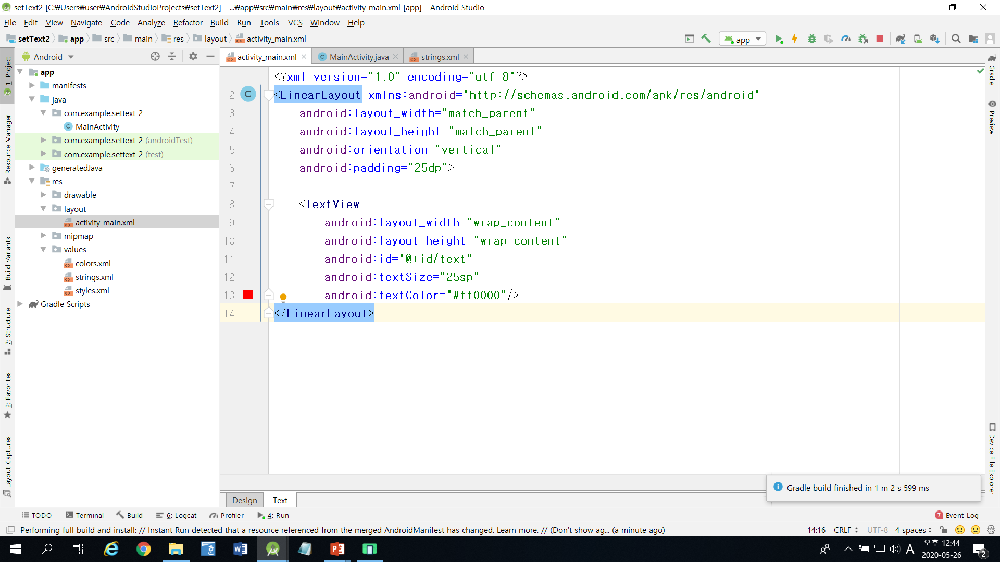 setText2 [C:₩Users₩user₩AndroidStudioProjects₩setText2] - ...₩app₩src₩main₩res₩layout₩activity_main.xml [app] - Android Studio
File Edit View Navigate Code Analyze Refactor Build Run Tools VCS Window Help
setText2 app src main res layout activity_main.xml app
Android
activity_main.xml MainActivity.java strings.xml
1: Project
Resource Manager
Build Variants
7: Structure
2: Favorites
Layout Captures
app
manifests
java
com.example.settext_2
MainActivity
com.example.settext_2 (androidTest)
com.example.settext_2 (test)
generatedJava
res
drawable
layout
activity_main.xml
mipmap
values
colors.xml
strings.xml
styles.xml
Gradle Scripts
1 <?xml version="1.0" encoding="utf-8"?>
2 <LinearLayout xmlns:android="http://schemas.android.com/apk/res/android"
3 android:layout_width="match_parent"
4 android:layout_height="match_parent"
5 android:orientation="vertical"
6 android:padding="25dp">
7
8 <TextView
9 android:layout_width="wrap_content"
10 android:layout_height="wrap_content"
11 android:id="@+id/text"
12 android:textSize="25sp"
13 android:textColor="#ff0000"/>
14 </LinearLayout>
Gradle
Preview
Device File Explorer
Gradle build finished in 1 m 2 s 599 ms
Design Text
TODO Terminal Build 6: Logcat Profiler 4: Run 7 Event Log
Performing full build and install: // Instant Run detected that a resource referenced from the merged AndroidManifest has changed. Learn more. // (Don't show ag... (a minute ago) 14:16 CRLF UTF-8 4 spaces
A 오후 12:44
2020-05-26
2